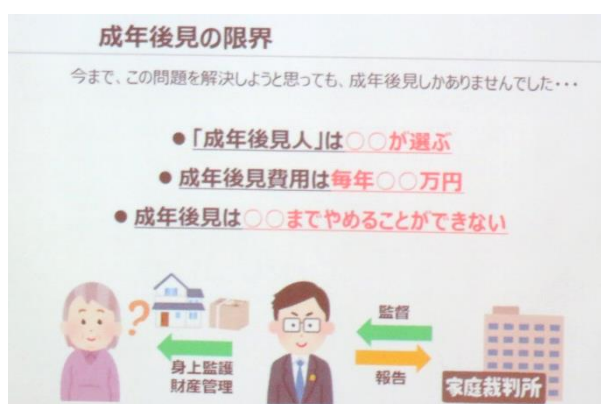 成年後見の限界
今まで、この問題を解決しようと思っても、成年後見しかありませんでした・・・
●「成年後見人」は○○が選ぶ
●成年後見費用は毎年○○万円
●成年後見は○○までやめることができない
?
監督
身上監護
財産管理
報告
家庭裁判所